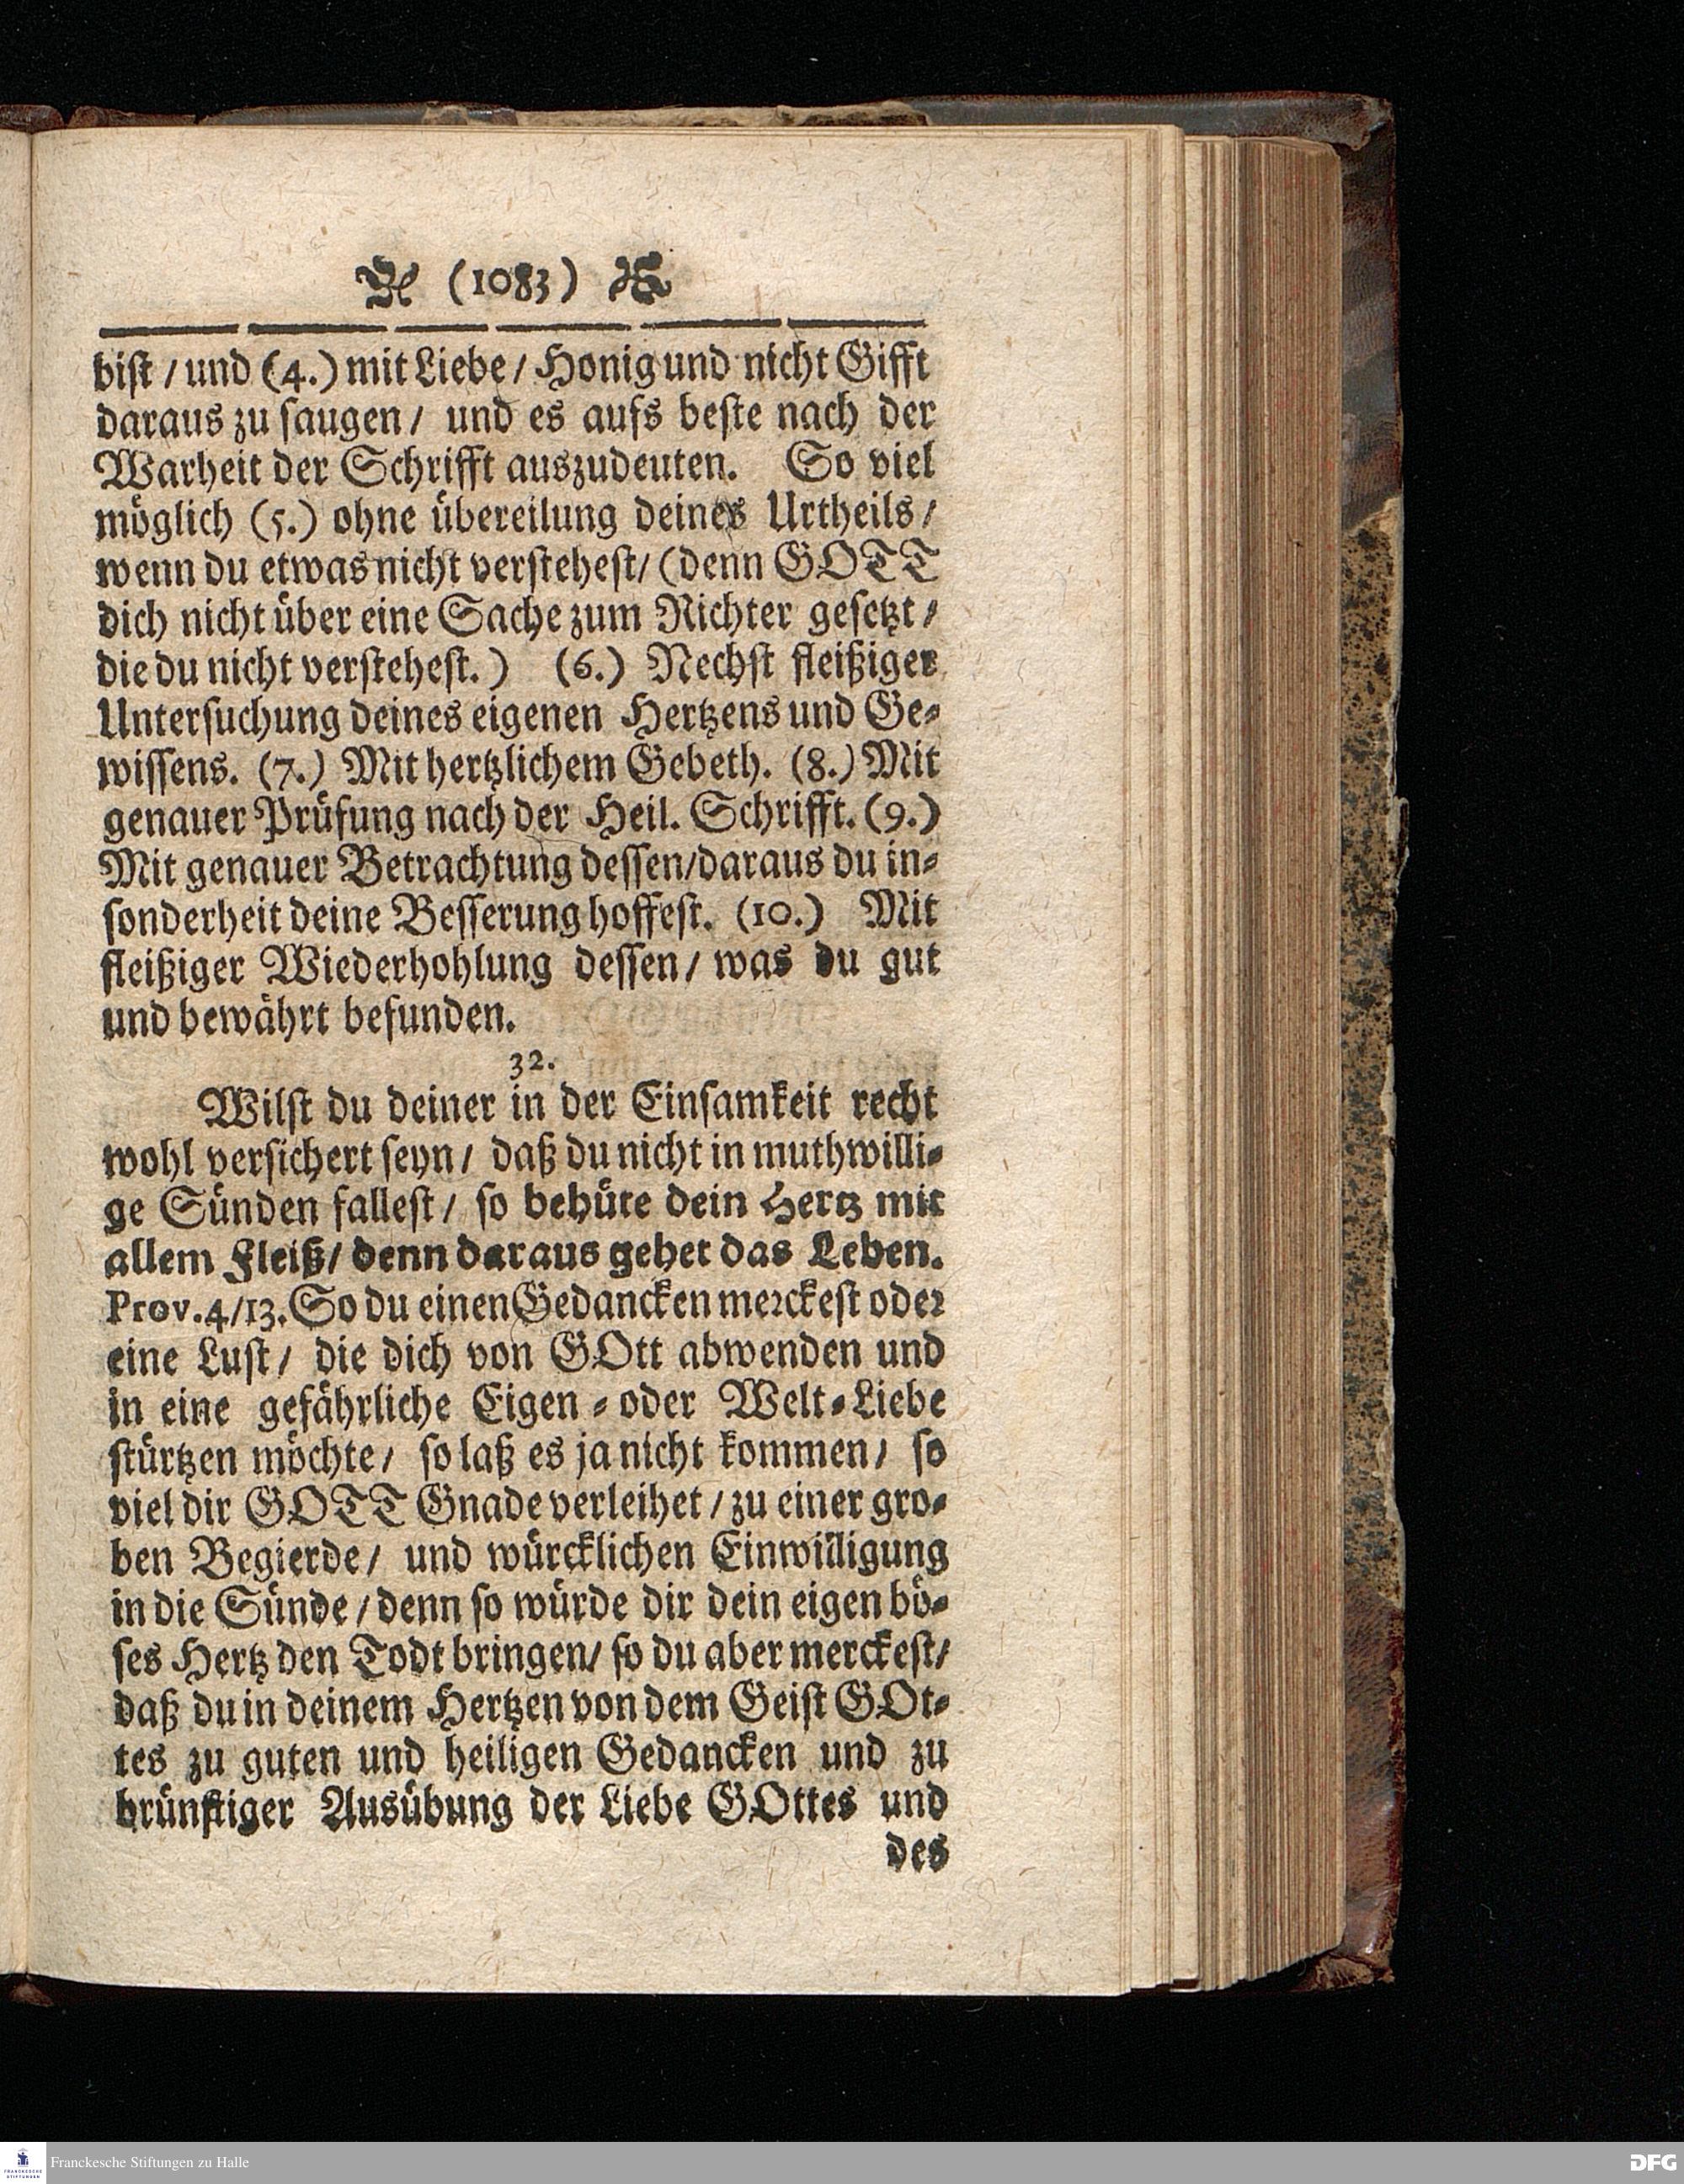 (1083)
bist / und (4.) mit Liebe / Honig und nicht Gifft
daraus zu saugen / und es aufs beste nach der
Warheit der Schrifft auszudeuten. So viel
möglich (5.) ohne übereilung deines Urtheils /
wenn du etwas nicht verstehest / (denn GOTT
dich nicht über eine Sache zum Richter gesetzt /
die du nicht verstehest.) (6.) Nechst fleißiger
Untersuchung deines eigenen Hertzens und Ge-
wissens. (7.) Mit hertzlichem Gebeth. (8.) Mit
genauer Prüfung nach der Heil. Schrifft. (9.)
Mit genauer Betrachtung dessen / daraus du in-
sonderheit deine Besserung hoffest. (10.) Mit
fleißiger Wiederhohlung dessen / was du gut
und bewährt befunden.
32.
Wilst du deiner in der Einsamkeit recht
wohl versichert seyn / daß du nicht in muthwilli-
ge Sünden fallest / so behüte dein Hertz mit
allem Fleiß / denn daraus gehet das Leben.
Prov. 4/13. So du einen Gedancken merckest oder
eine Lust / die dich von GOtt abwenden und
in eine gefährliche Eigen- oder Welt-Liebe
stürtzen möchte / so laß es ja nicht kommen / so
viel dir GOTT Gnade verleihet / zu einer gro-
ben Begierde / und würcklichen Einwilligung
in die Sünde / denn so würde dir dein eigen bö-
ses Hertz den Todt bringen / so du aber merckest /
daß du in deinem Hertzen von dem Geist GOt-
tes zu guten und heiligen Gedancken und zu
brünstiger Ausübung der Liebe GOttes und
des
FRANCKESCHE
STIFTUNGEN
Franckesche Stiftungen zu Halle
DFG